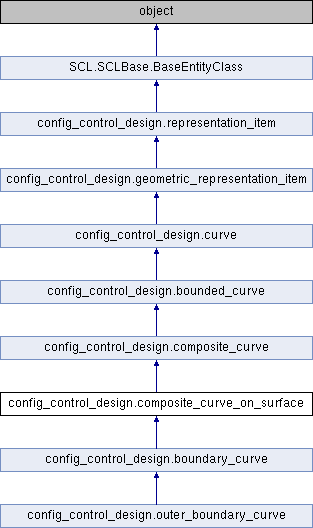 object
SCL.SCLBase.BaseEntityClass
config_control_design.representation_item
config_control_design.geometric_representation_item
config_control_design.curve
config_control_design.bounded_curve
config_control_design.composite_curve
config_control_design.composite_curve_on_surface
config_control_design.boundary_curve
config_control_design.outer_boundary_curve